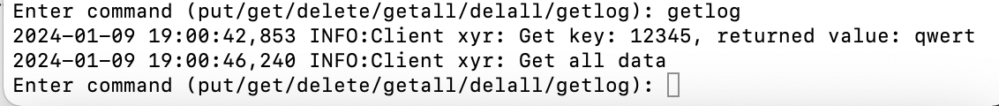 Enter command (put/get/delete/getall/delall/getlog): getlog
2024-01-09 19:00:42,853 INFO:Client xyr: Get key: 12345, returned value: qwert
2024-01-09 19:00:46,240 INFO:Client xyr: Get all data
Enter command (put/get/delete/getall/delall/getlog):